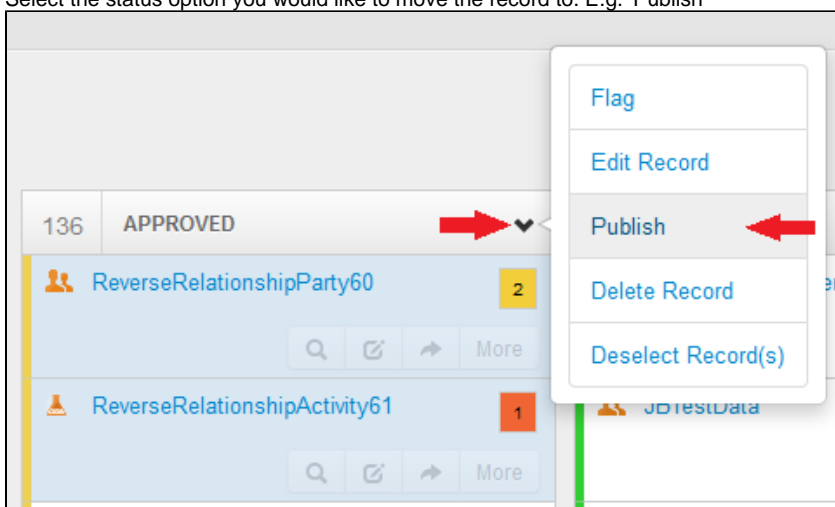 Select the status option you would like to move the record to. E.g. 'Publish'
Flag
Edit Record
136 APPROVED
Publish
ReverseRelationshipParty60 2
Delete Record
More
Deselect Record(s)
ReverseRelationshipActivity61 1
JBTestData
More